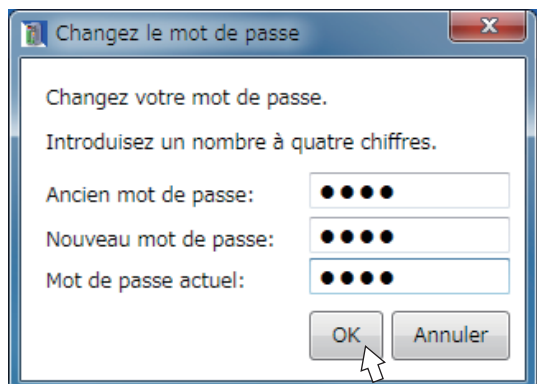 Changez le mot de passe
Changez votre mot de passe.
Introduisez un nombre à quatre chiffres.
Ancien mot de passe: ●●●●
Nouveau mot de passe: ●●●●
Mot de passe actuel: ●●●●
OK Annuler